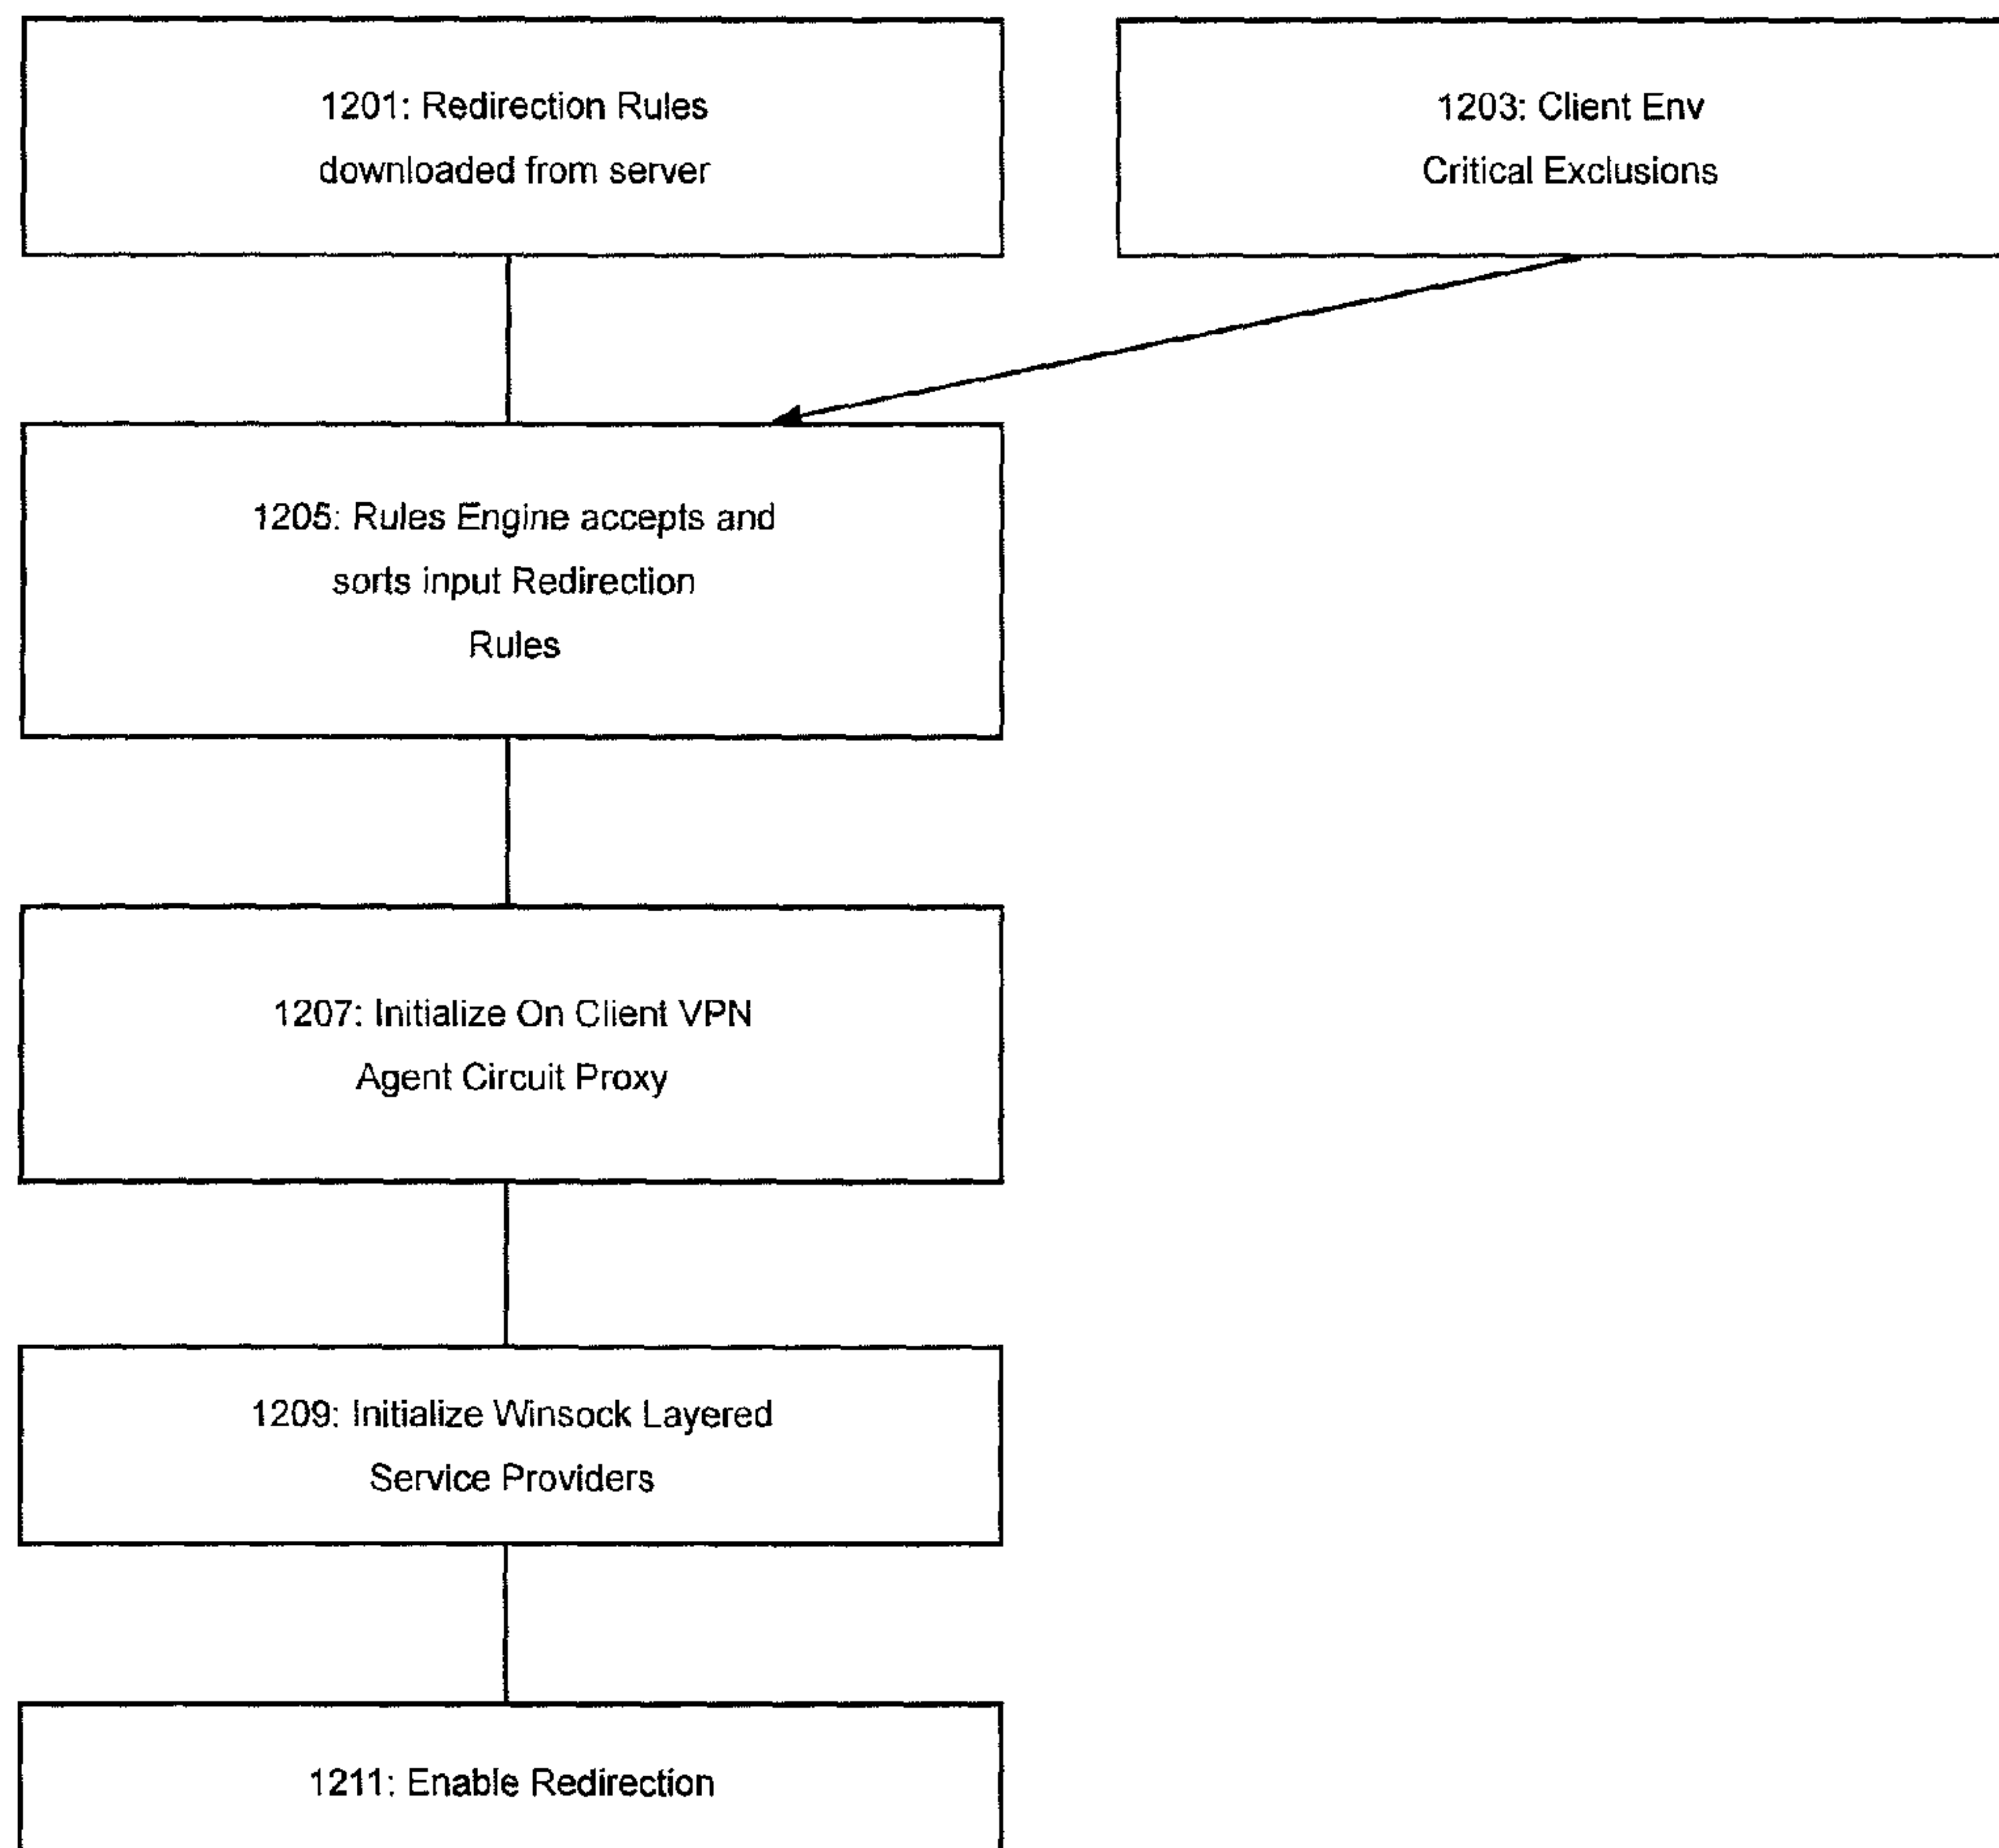 1201: Redirection Rules
downloaded from server
1203: Client Env
Critical Exclusions
1205: Rules Engine accepts and
sorts input Redirection
Rules
1207: Initialize On Client VPN
Agent Circuit Proxy
1209: Initialize Winsock Layered
Service Providers
1211: Enable Redirection